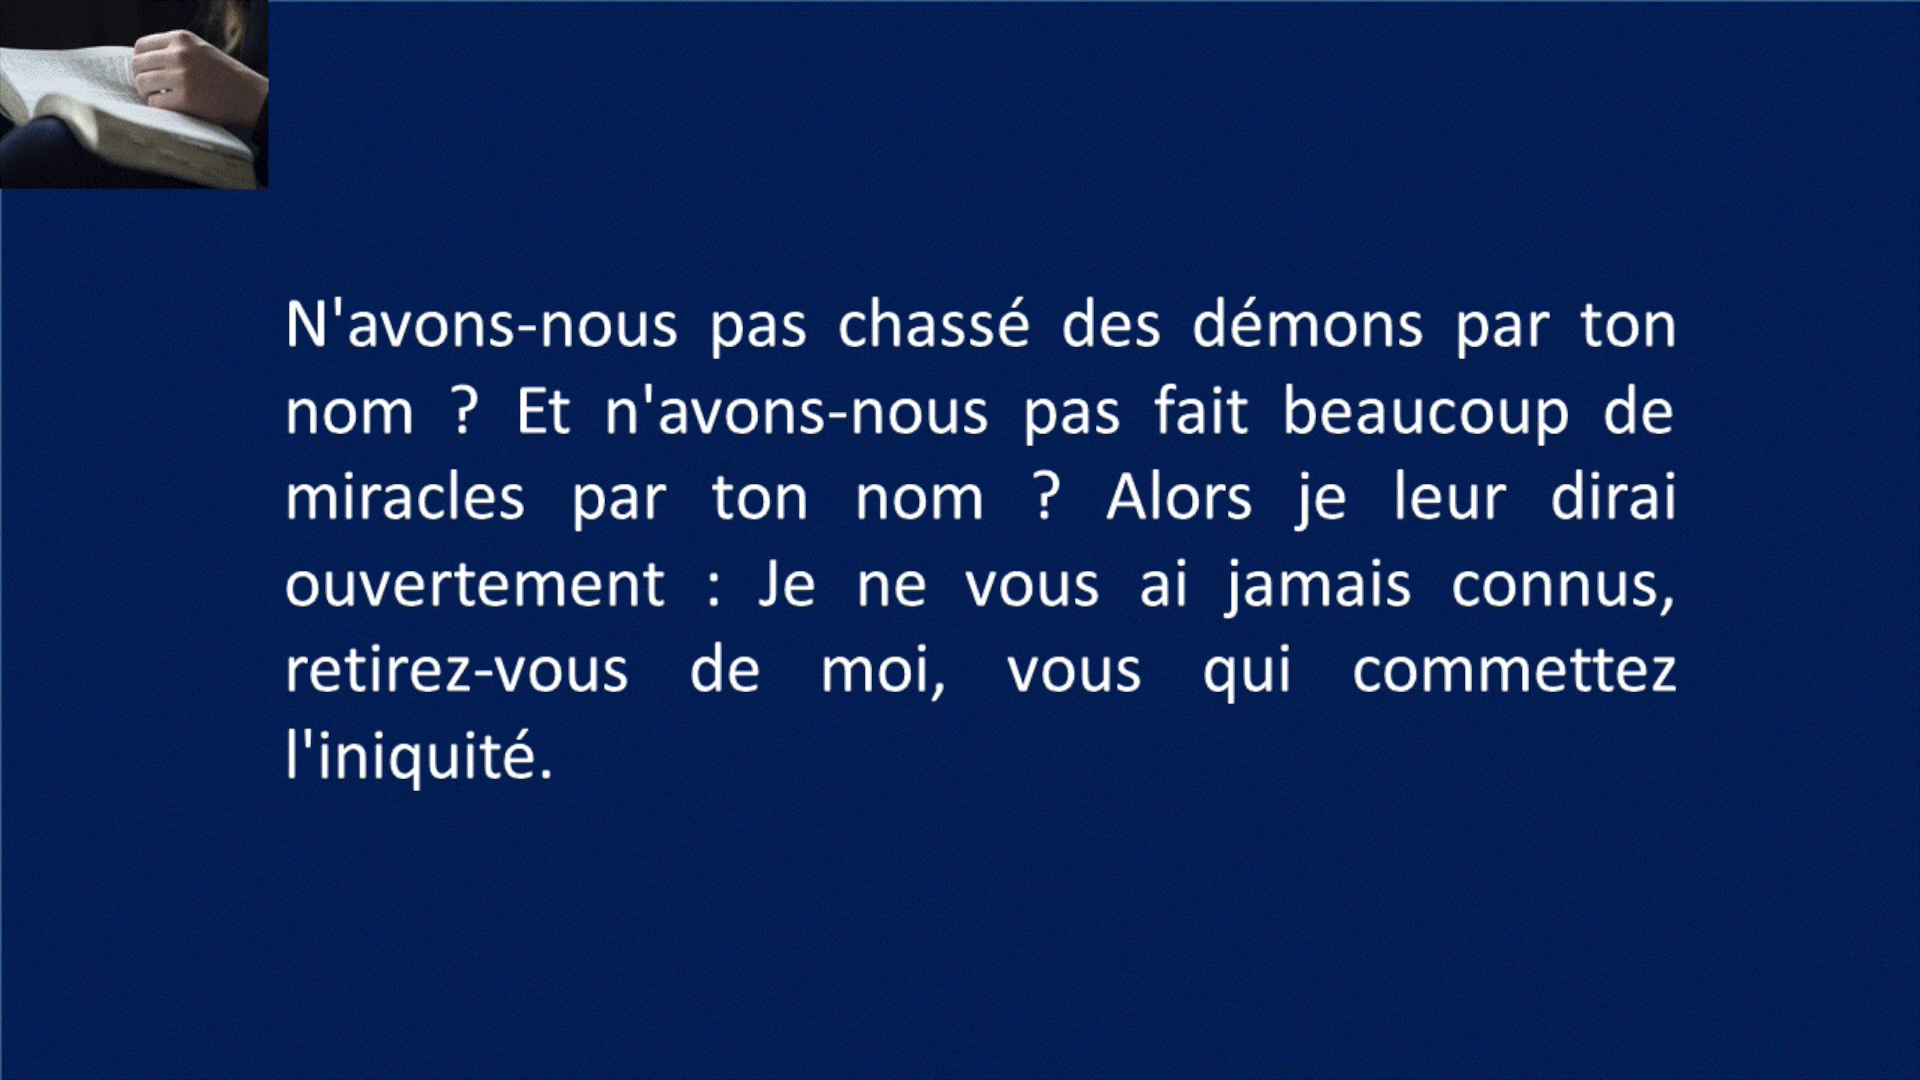 N'avons-nous pas chassé des démons par ton
nom ? Et n'avons-nous pas fait beaucoup de
miracles par ton nom ? Alors je leur dirai
ouvertement : Je ne vous ai jamais connus,
retirez-vous de moi, vous qui commettez
l'iniquité.